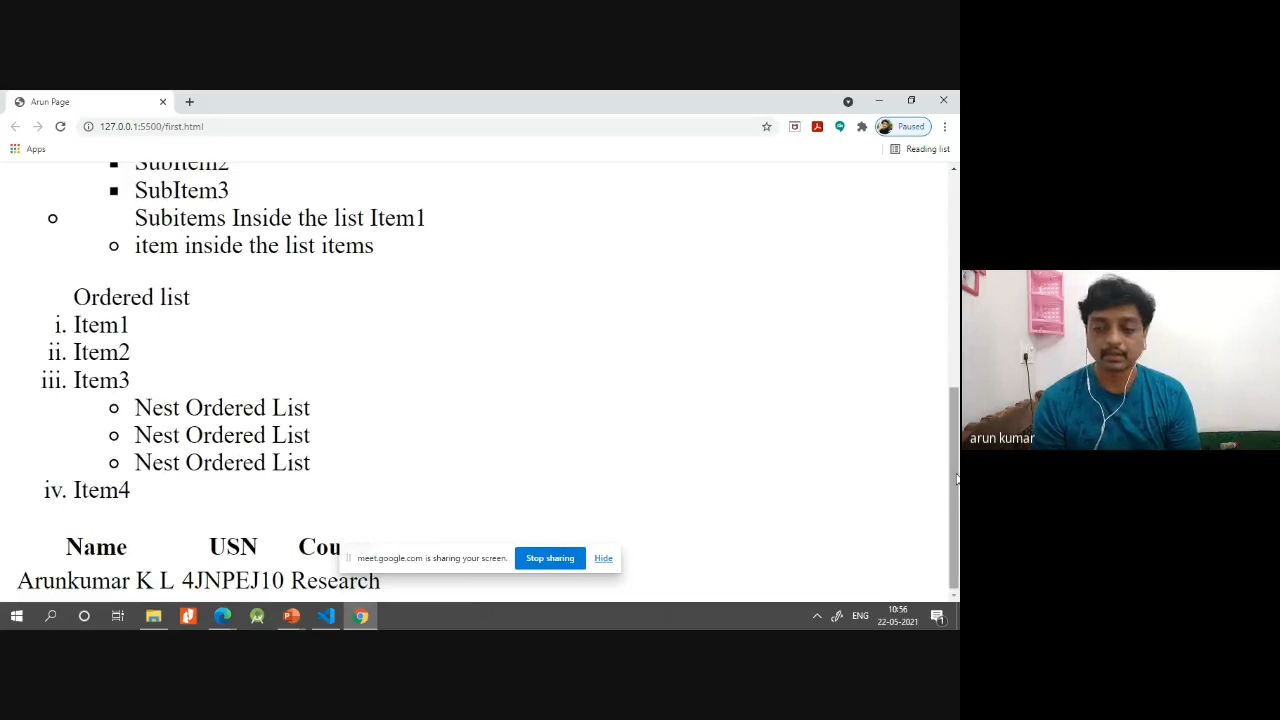 Arun Page
127.0.0.1:5500/first.html
Paused
Apps
Reading list
SubItem2
SubItem3
Subitems Inside the list Item1
item inside the list items
Ordered list
i. Item1
ii. Item2
iii. Item3
Nest Ordered List
Nest Ordered List
Nest Ordered List
iv. Item4
Name USN Cou
meet.google.com is sharing your screen. Stop sharing Hide
Arunkumar K L 4JNPEJ10 Research
ENG
10:56
22-05-2021
arun kumar